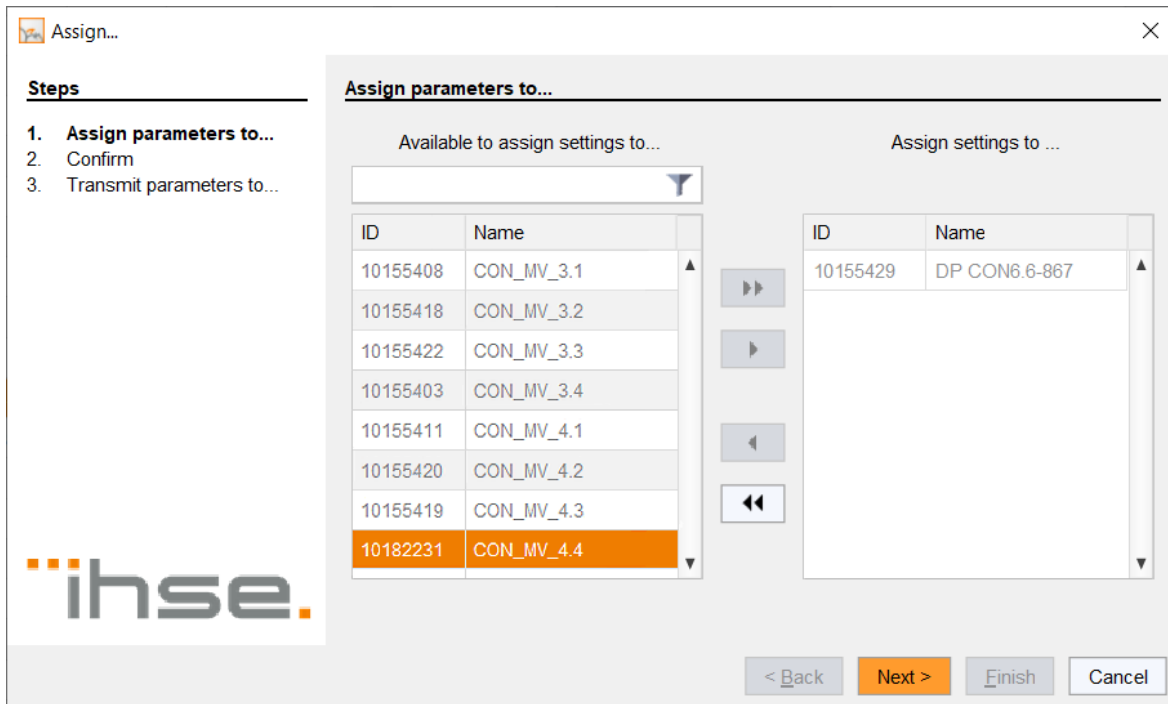 Assign...
Steps
1. Assign parameters to...
2. Confirm
3. Transmit parameters to...
ihse.
Assign parameters to...
Available to assign settings to...
ID Name
10155408 CON_MV_3.1
10155418 CON_MV_3.2
10155422 CON_MV_3.3
10155403 CON_MV_3.4
10155411 CON_MV_4.1
10155420 CON_MV_4.2
10155419 CON_MV_4.3
10182231 CON_MV_4.4
Assign settings to ...
ID Name
10155429 DP CON6.6-867
< Back Next > Finish Cancel